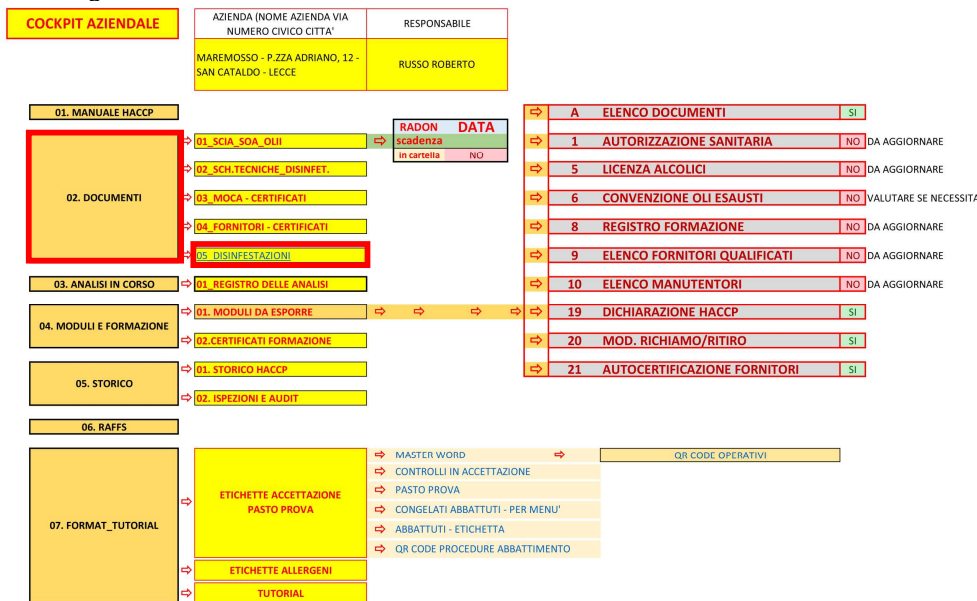 COCKPIT AZIENDALE
AZIENDA (NOME AZIENDA VIA
NUMERO CIVICO CITTA'
RESPONSABILE
MAREMOSSO - P.ZZA ADRIANO, 12 -
SAN CATALDO - LECCE
RUSSO ROBERTO
01. MANUALE HACCP
⇨ A ELENCO DOCUMENTI SI
RADON DATA
02. DOCUMENTI
⇨ 01_SCIA_SOA_OLII ⇨ scadenza
in cartella NO
⇨ 1 AUTORIZZAZIONE SANITARIA NO DA AGGIORNARE
⇨ 02_SCH.TECNICHE_DISINFET.
⇨ 5 LICENZA ALCOLICI NO DA AGGIORNARE
⇨ 03_MOCA - CERTIFICATI
⇨ 6 CONVENZIONE OLI ESAUSTI NO VALUTARE SE NECESSITA
⇨ 04_FORNITORI - CERTIFICATI
⇨ 8 REGISTRO FORMAZIONE NO DA AGGIORNARE
⇨ 05_DISINFESTAZIONI
⇨ 9 ELENCO FORNITORI QUALIFICATI NO DA AGGIORNARE
03. ANALISI IN CORSO ⇨ 01_REGISTRO DELLE ANALISI
⇨ 10 ELENCO MANUTENTORI NO DA AGGIORNARE
04. MODULI E FORMAZIONE
⇨ 01. MODULI DA ESPORRE ⇨ ⇨ ⇨ ⇨
⇨ 19 DICHIARAZIONE HACCP SI
⇨ 02.CERTIFICATI FORMAZIONE
⇨ 20 MOD. RICHIAMO/RITIRO SI
05. STORICO
⇨ 01. STORICO HACCP
⇨ 21 AUTOCERTIFICAZIONE FORNITORI SI
⇨ 02. ISPEZIONI E AUDIT
06. RAFFS
07. FORMAT_TUTORIAL
⇨ ETICHETTE ACCETTAZIONE
PASTO PROVA
⇨ MASTER WORD ⇨ QR CODE OPERATIVI
⇨ CONTROLLI IN ACCETTAZIONE
⇨ PASTO PROVA
⇨ CONGELATI ABBATTUTI - PER MENU'
⇨ ABBATTUTI - ETICHETTA
⇨ QR CODE PROCEDURE ABBATTIMENTO
⇨ ETICHETTE ALLERGENI
⇨ TUTORIAL